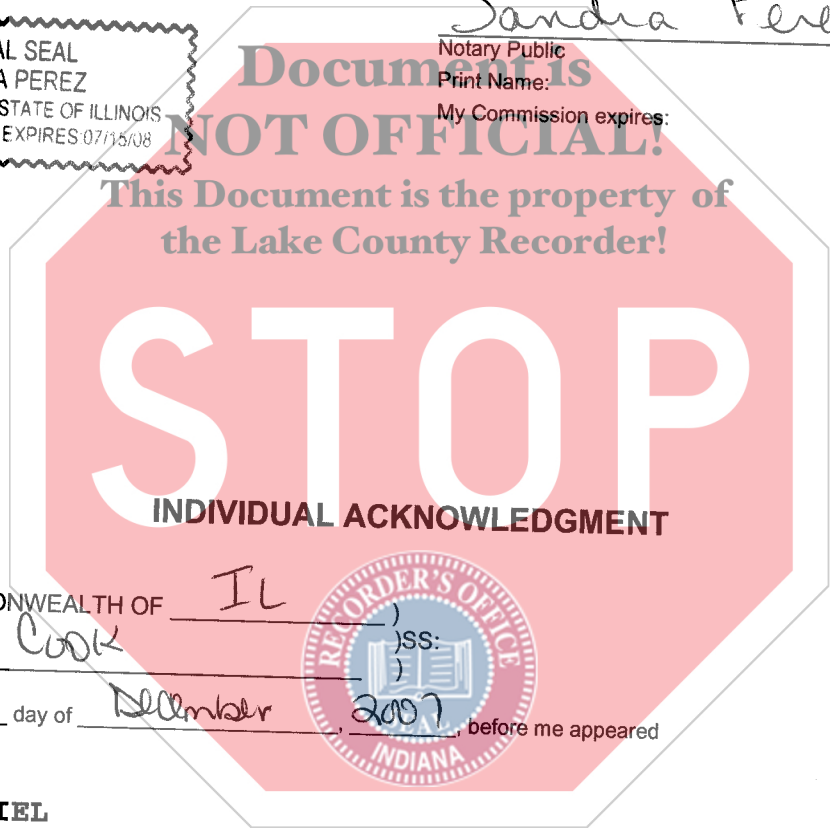 Sandra Pere
AL SEAL
A PEREZ
STATE OF ILLINOIS
EXPIRES:07/15/08
Notary Public
Print Name:
My Commission expires:
Document is
NOT OFFICIAL!
This Document is the property of
the Lake County Recorder!
STOP
INDIVIDUAL ACKNOWLEDGMENT
ONWEALTH OF IL )
Cook )SS:
)
day of December, 2007, before me appeared
RECORDER'S OFFICE
SEAL
INDIANA
IEL